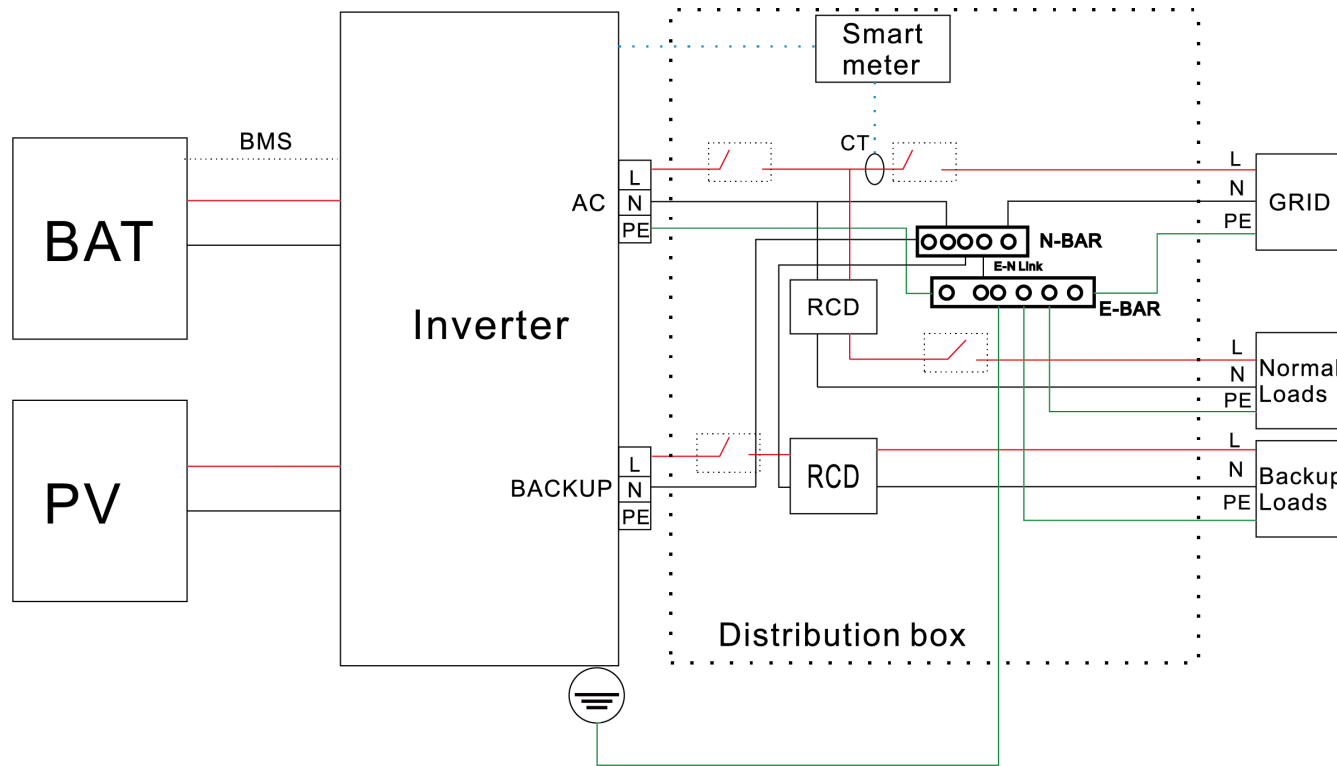 Smart
meter
BMS
CT
BAT
AC
L
N
PE
L
N
PE
GRID
N-BAR
E-N Link
E-BAR
RCD
Inverter
L
N
PE
Normal
Loads
PV
BACKUP
L
N
PE
RCD
L
N
PE
Backup
Loads
Distribution box